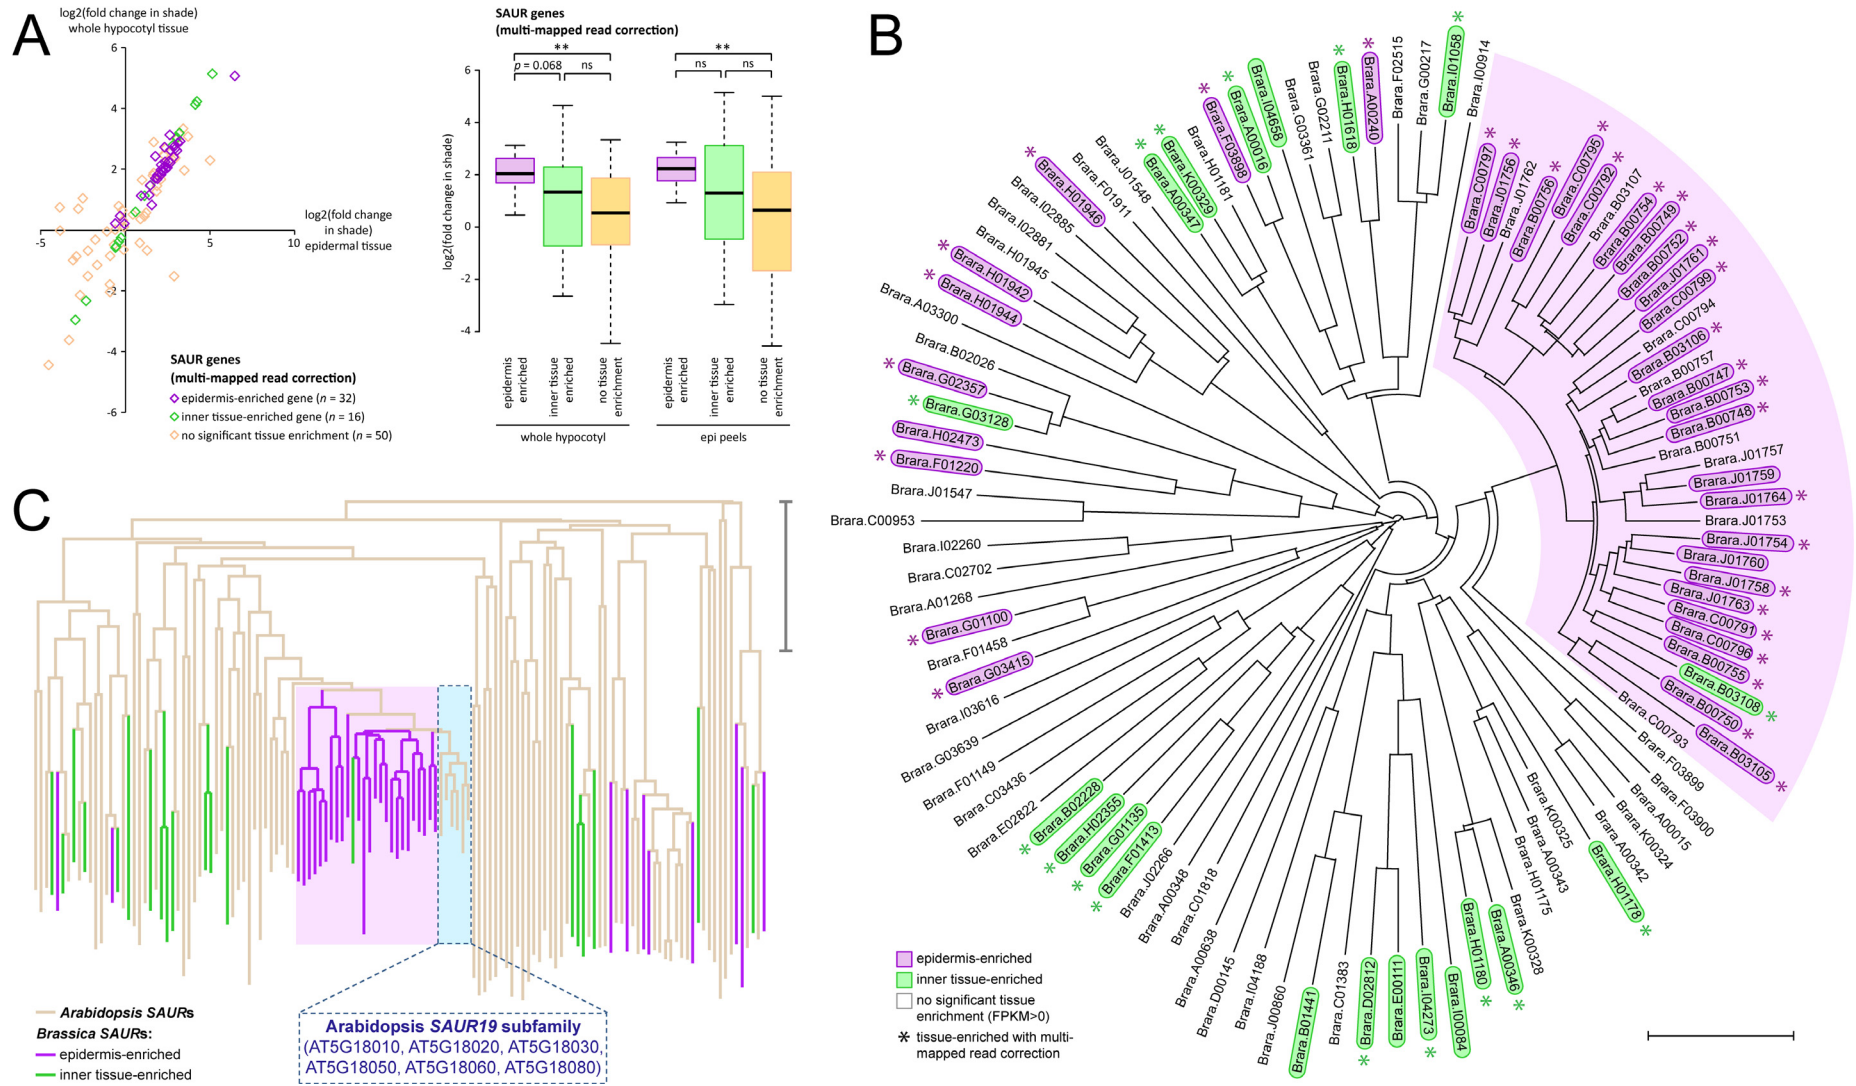 A
log2(fold change in shade)
whole hypocotyl tissue
6
4
2
-5
5
10
-2
-4
-6
log2(fold change
in shade)
epidermal tissue
SAUR genes
(multi-mapped read correction)
epidermis-enriched gene (n = 32)
inner tissue-enriched gene (n = 16)
no significant tissue enrichment (n = 50)
SAUR genes
(multi-mapped read correction)
**
p = 0.068
ns
**
ns
ns
log2(fold change in shade)
6
4
2
0
-2
-4
epidermis
enriched
inner tissue
enriched
no tissue
enrichment
epidermis
enriched
inner tissue
enriched
no tissue
enrichment
whole hypocotyl
epi peels
B
Brara.C00953
Brara.J01547
Brara.F01220 *
Brara.H02473
Brara.G03128 *
Brara.G02357 *
Brara.B02026
Brara.A03300
Brara.H01944 *
Brara.H01942 *
Brara.H01945
Brara.I02881
Brara.I02885
Brara.H01946 *
Brara.F01911
Brara.J01548
Brara.A00347 *
Brara.K00329 *
Brara.H01181
Brara.F03898 *
Brara.A00016 *
Brara.I04658
Brara.G03361
Brara.G02211
Brara.H01618 *
Brara.A00240 *
Brara.F02515
Brara.G00217
Brara.I01058 *
Brara.I00914
Brara.C00797 *
Brara.J01756 *
Brara.J01762
Brara.B00756 *
Brara.C00795 *
Brara.C00792 *
Brara.B03107
Brara.B00754 *
Brara.B00749 *
Brara.B00752 *
Brara.J01761 *
Brara.C00799 *
Brara.C00794
Brara.B03106 *
Brara.B00757
Brara.B00747 *
Brara.B00753 *
Brara.B00748 *
Brara.B00751
Brara.J01757
Brara.J01759
Brara.J01764 *
Brara.J01753
Brara.J01754 *
Brara.J01760
Brara.J01758 *
Brara.J01763
Brara.C00791 *
Brara.C00796 *
Brara.B00755 *
Brara.B03108 *
Brara.B00750 *
Brara.B03105 *
Brara.C00793
Brara.F03899
Brara.F03900
Brara.A00015
Brara.K00324
Brara.A00342
Brara.H01178 *
Brara.K00325
Brara.A00343
Brara.H01175
Brara.K00328
Brara.A00346 *
Brara.H01180 *
Brara.I00084
Brara.I04273 *
Brara.E00111
Brara.D02812 *
Brara.C01383
Brara.B01441
Brara.J00860
Brara.I04188
Brara.D00145
Brara.A00638
Brara.C01818
Brara.A00348
Brara.J02266
Brara.F01413 *
Brara.G01135 *
Brara.H02355 *
Brara.B02228 *
Brara.E02822
Brara.C03436
Brara.F01149
Brara.G03639
Brara.I03616
Brara.G03415 *
Brara.F01458
Brara.G01100 *
Brara.A01268
Brara.C02702
Brara.I02260
epidermis-enriched
inner tissue-enriched
no significant tissue
enrichment (FPKM>0)
* tissue-enriched with multi-
mapped read correction
C
Arabidopsis SAURs
Brassica SAURs:
epidermis-enriched
inner tissue-enriched
Arabidopsis SAUR19 subfamily
(AT5G18010, AT5G18020, AT5G18030,
AT5G18050, AT5G18060, AT5G18080)